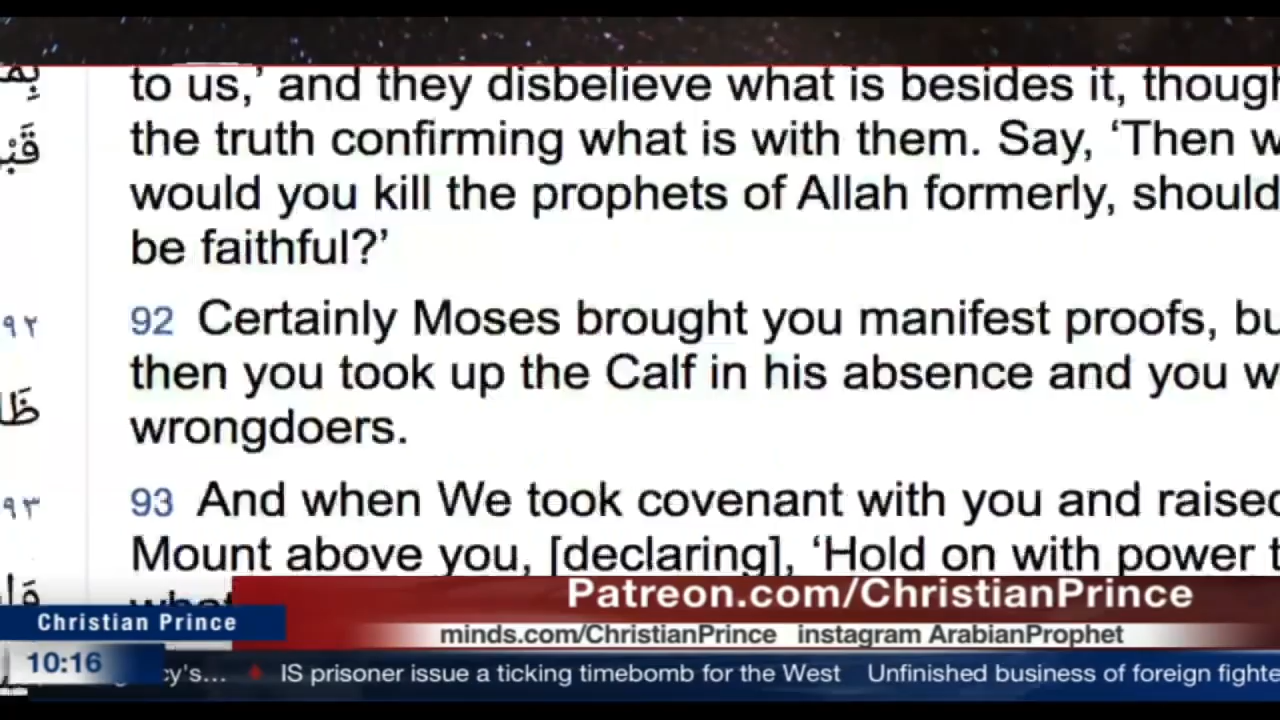 to us,’ and they disbelieve what is besides it, though
the truth confirming what is with them. Say, ‘Then w
would you kill the prophets of Allah formerly, should
be faithful?’
92 Certainly Moses brought you manifest proofs, bu
then you took up the Calf in his absence and you w
wrongdoers.
93 And when We took covenant with you and raised
Mount above you, [declaring], ‘Hold on with power t
٩٢
٩٣
Patreon.com/ChristianPrince
Christian Prince
minds.com/ChristianPrince instagram ArabianProphet
10:16
cy's... ♦ IS prisoner issue a ticking timebomb for the West Unfinished business of foreign fighte